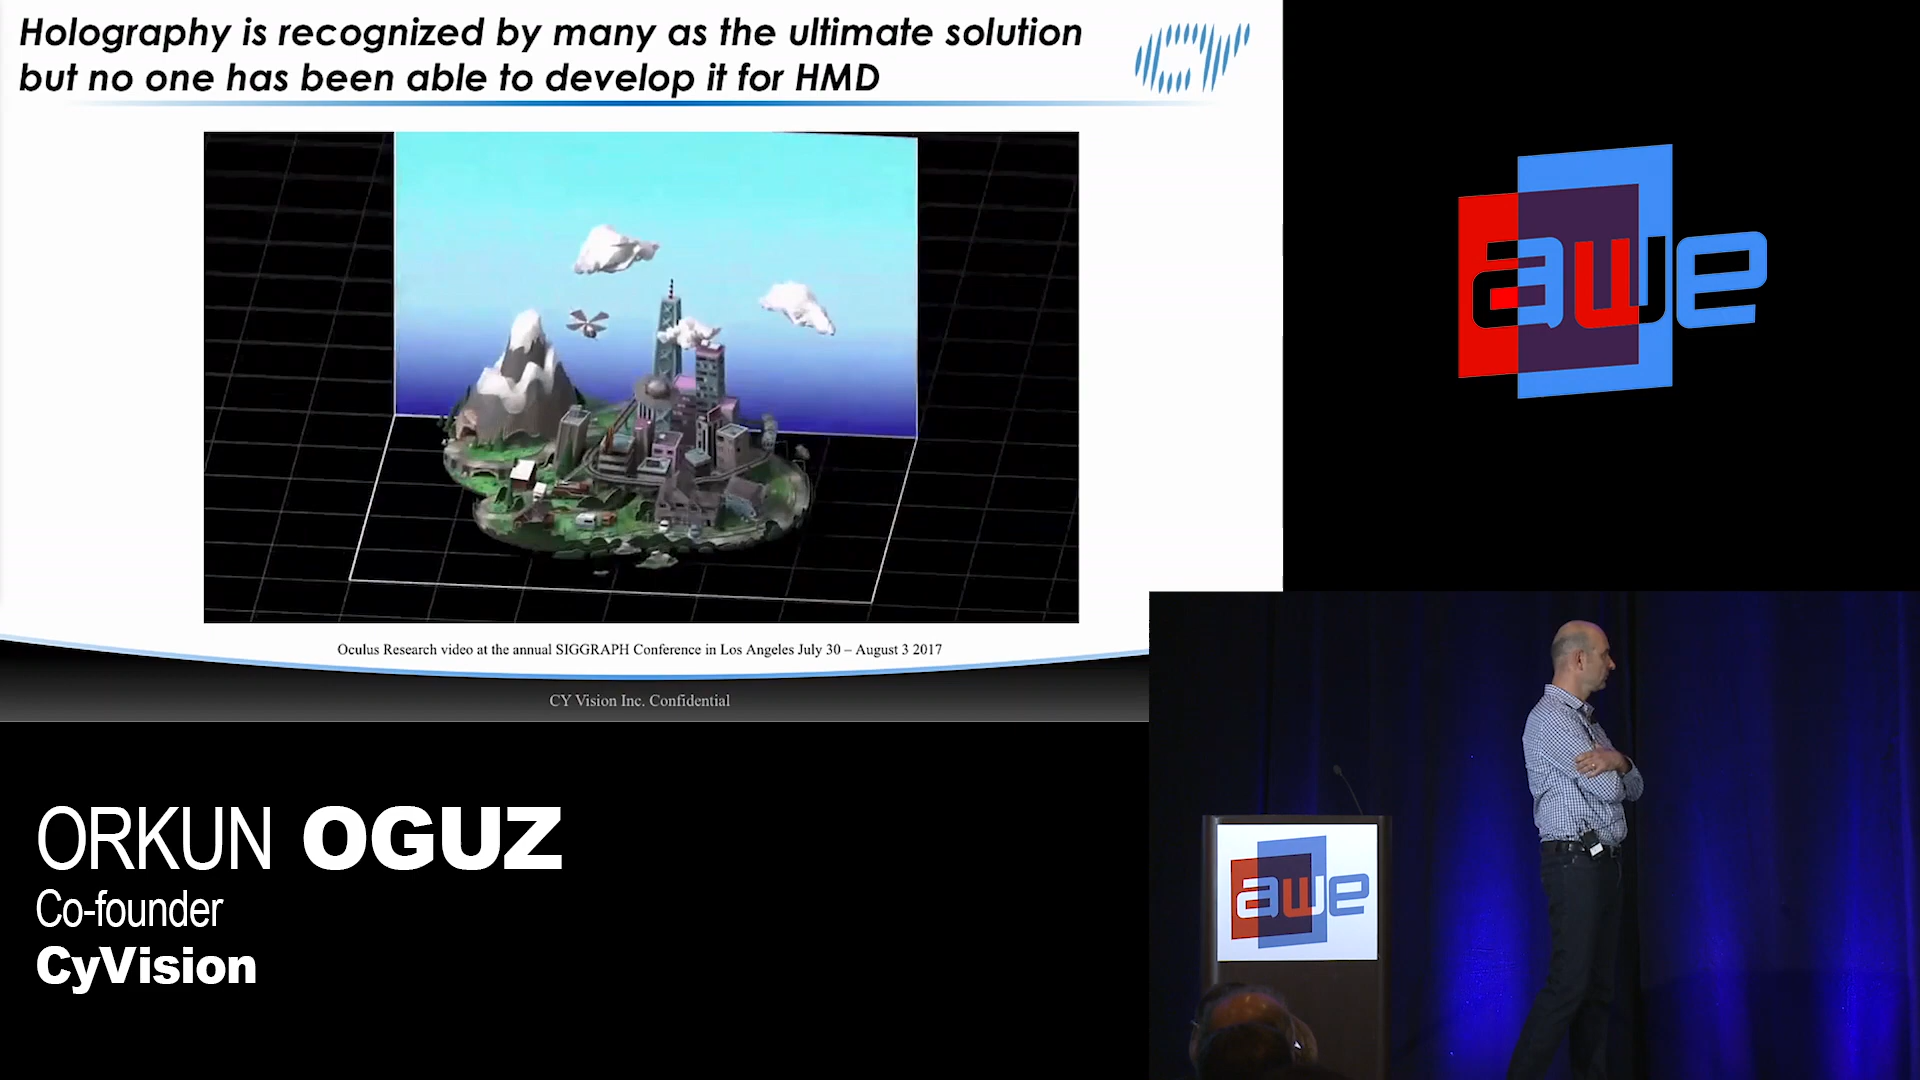 Holography is recognized by many as the ultimate solution
but no one has been able to develop it for HMD
CY
Oculus Research video at the annual SIGGRAPH Conference in Los Angeles July 30 – August 3 2017
CY Vision Inc. Confidential
awe
ORKUN OGUZ
Co-founder
CyVision
awe